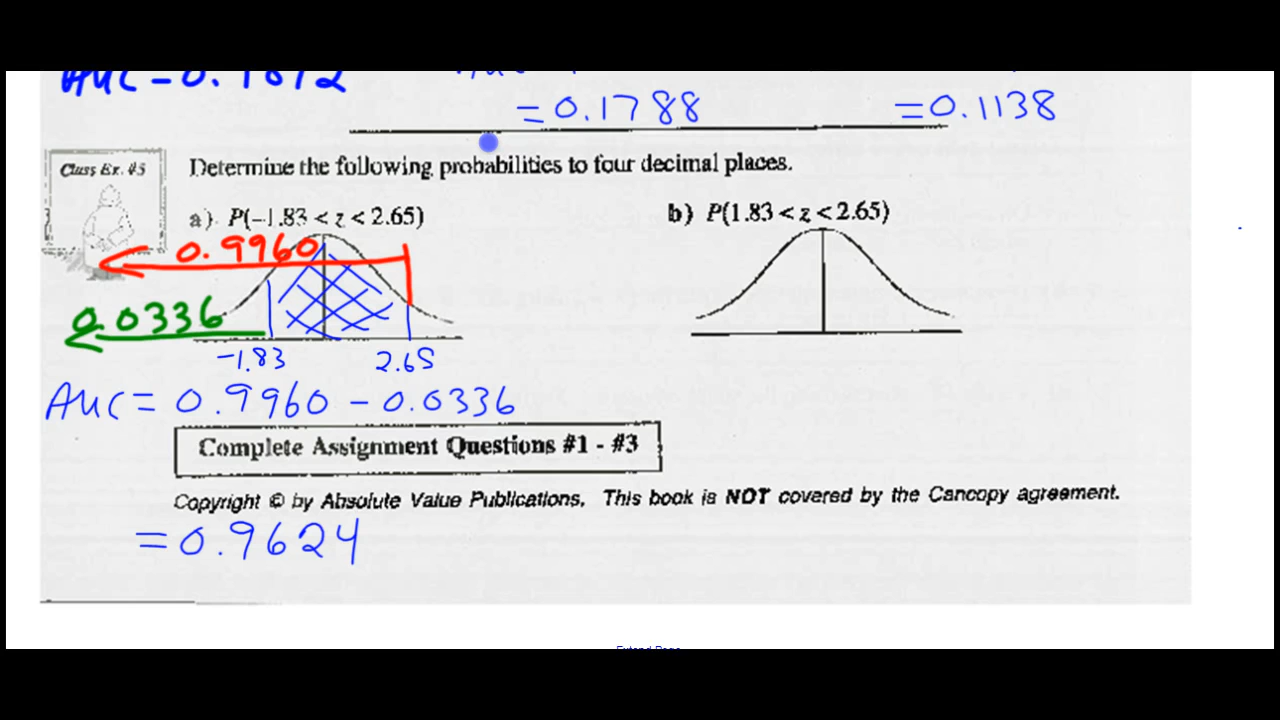 AUC = 0.1612
= 0.1788
= 0.1138
Class Ex. #5
Determine the following probabilities to four decimal places.
a) P(-1.83 < z < 2.65)
b) P(1.83 < z < 2.65)
0.9960
0.0336
-1.83
2.65
AUC = 0.9960 - 0.0336
Complete Assignment Questions #1 - #3
Copyright © by Absolute Value Publications. This book is NOT covered by the Cancopy agreement.
= 0.9624